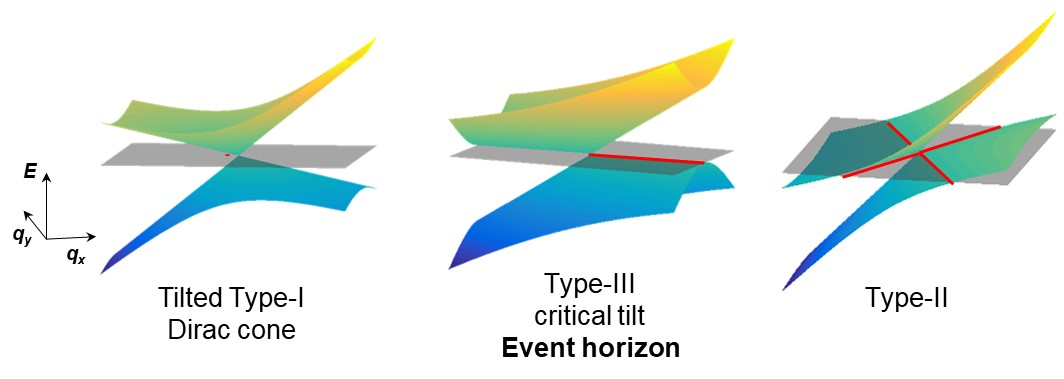 E
q_y
q_x
Tilted Type-I
Dirac cone
Type-III
critical tilt
Event horizon
Type-II